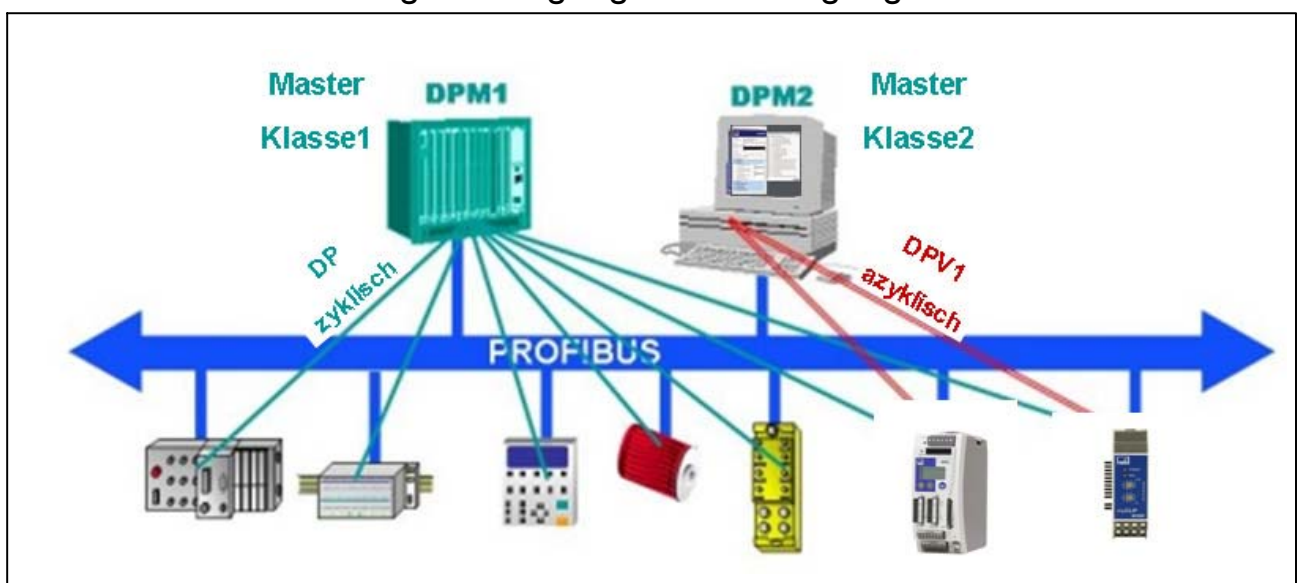 Master
Klasse1
DPM1
DPM2
Master
Klasse2
DP
zyklisch
DPV1
azyklisch
PROFIBUS